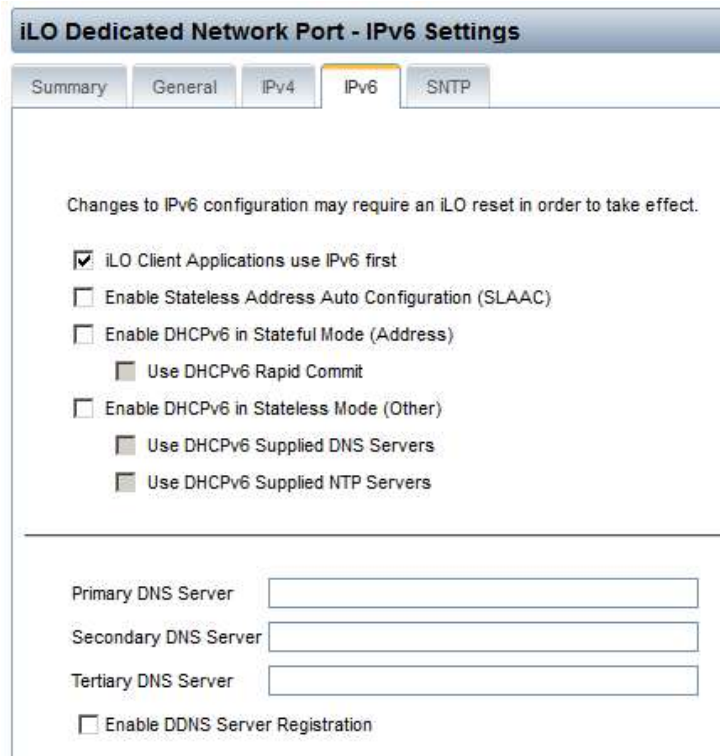 iLO Dedicated Network Port - IPv6 Settings
Summary General IPv4 IPv6 SNTP
Changes to IPv6 configuration may require an iLO reset in order to take effect.
iLO Client Applications use IPv6 first
Enable Stateless Address Auto Configuration (SLAAC)
Enable DHCPv6 in Stateful Mode (Address)
Use DHCPv6 Rapid Commit
Enable DHCPv6 in Stateless Mode (Other)
Use DHCPv6 Supplied DNS Servers
Use DHCPv6 Supplied NTP Servers
Primary DNS Server
Secondary DNS Server
Tertiary DNS Server
Enable DDNS Server Registration